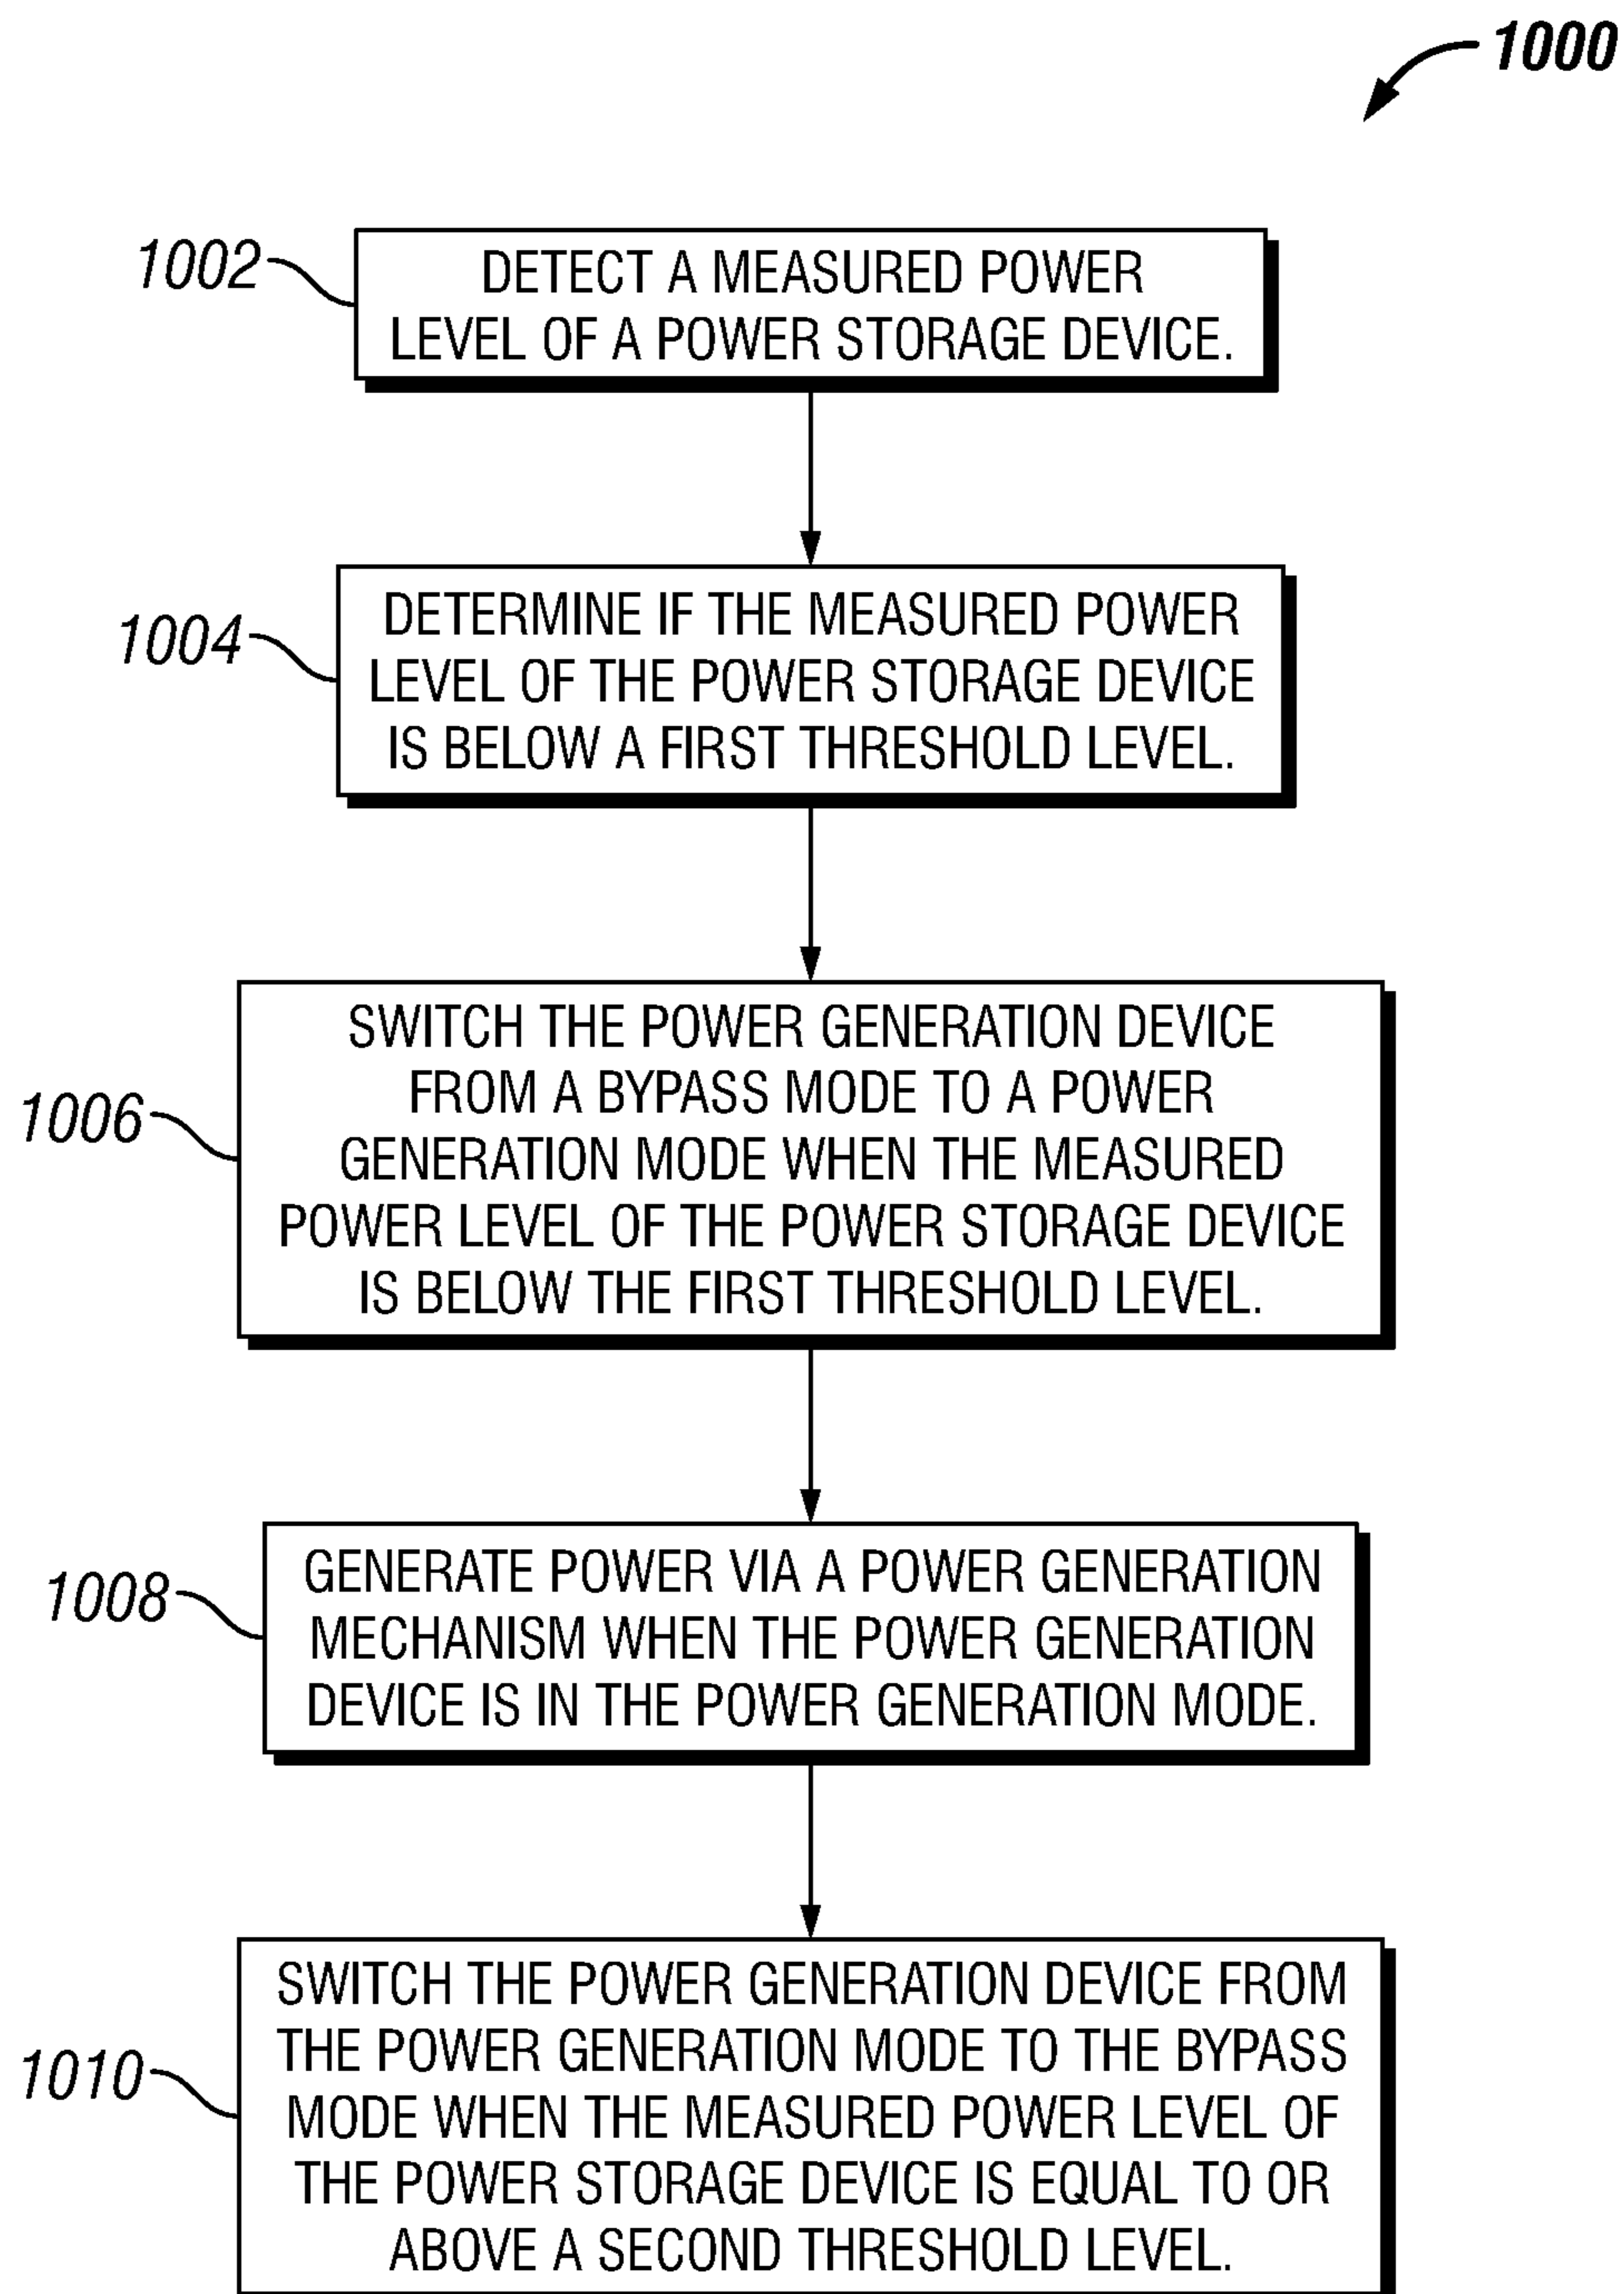 1000
1002
DETECT A MEASURED POWER
LEVEL OF A POWER STORAGE DEVICE.
1004
DETERMINE IF THE MEASURED POWER
LEVEL OF THE POWER STORAGE DEVICE
IS BELOW A FIRST THRESHOLD LEVEL.
1006
SWITCH THE POWER GENERATION DEVICE
FROM A BYPASS MODE TO A POWER
GENERATION MODE WHEN THE MEASURED
POWER LEVEL OF THE POWER STORAGE DEVICE
IS BELOW THE FIRST THRESHOLD LEVEL.
1008
GENERATE POWER VIA A POWER GENERATION
MECHANISM WHEN THE POWER GENERATION
DEVICE IS IN THE POWER GENERATION MODE.
1010
SWITCH THE POWER GENERATION DEVICE FROM
THE POWER GENERATION MODE TO THE BYPASS
MODE WHEN THE MEASURED POWER LEVEL OF
THE POWER STORAGE DEVICE IS EQUAL TO OR
ABOVE A SECOND THRESHOLD LEVEL.